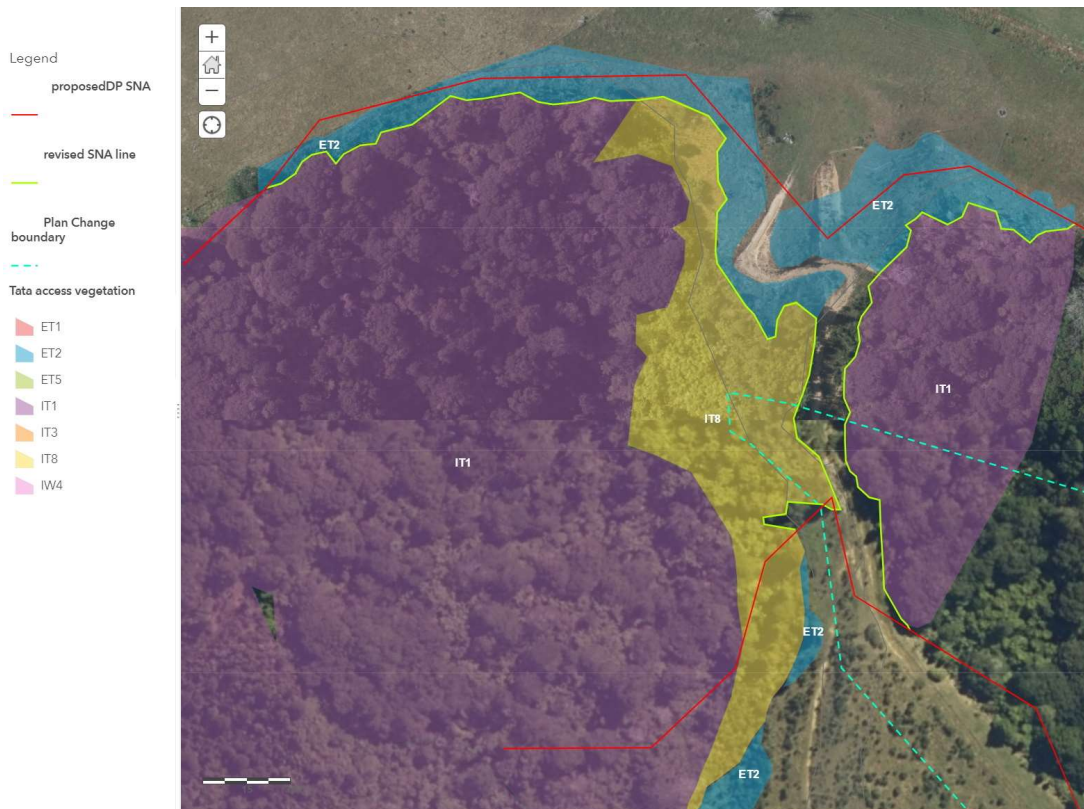 Legend
proposedDP SNA
revised SNA line
Plan Change
boundary
Tata access vegetation
ET1
ET2
ET5
IT1
IT3
IT8
IW4
+
−
ET2
ET2
IT1
IT8
IT1
ET2
ET2